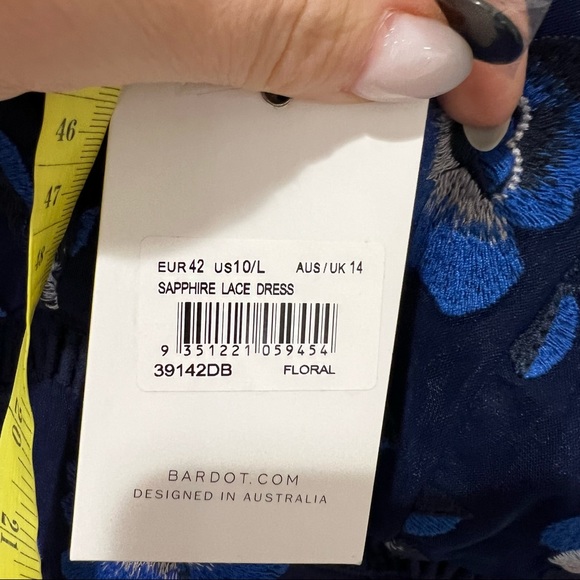 46
47
48
EUR 42 US10/L AUS/UK 14
SAPPHIRE LACE DRESS
9 351221 059454
39142DB FLORAL
BARDOT.COM
DESIGNED IN AUSTRALIA
21